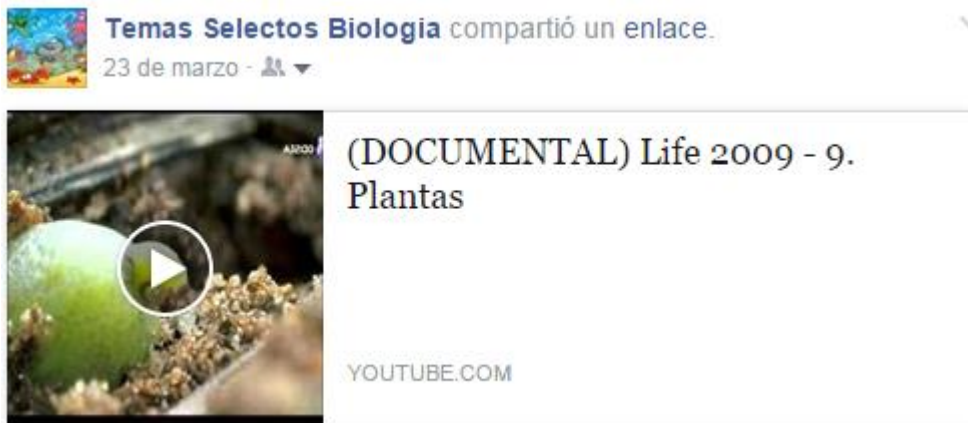 Temas Selectos Biologia compartió un enlace.
23 de marzo ·
(DOCUMENTAL) Life 2009 - 9.
Plantas
YOUTUBE.COM